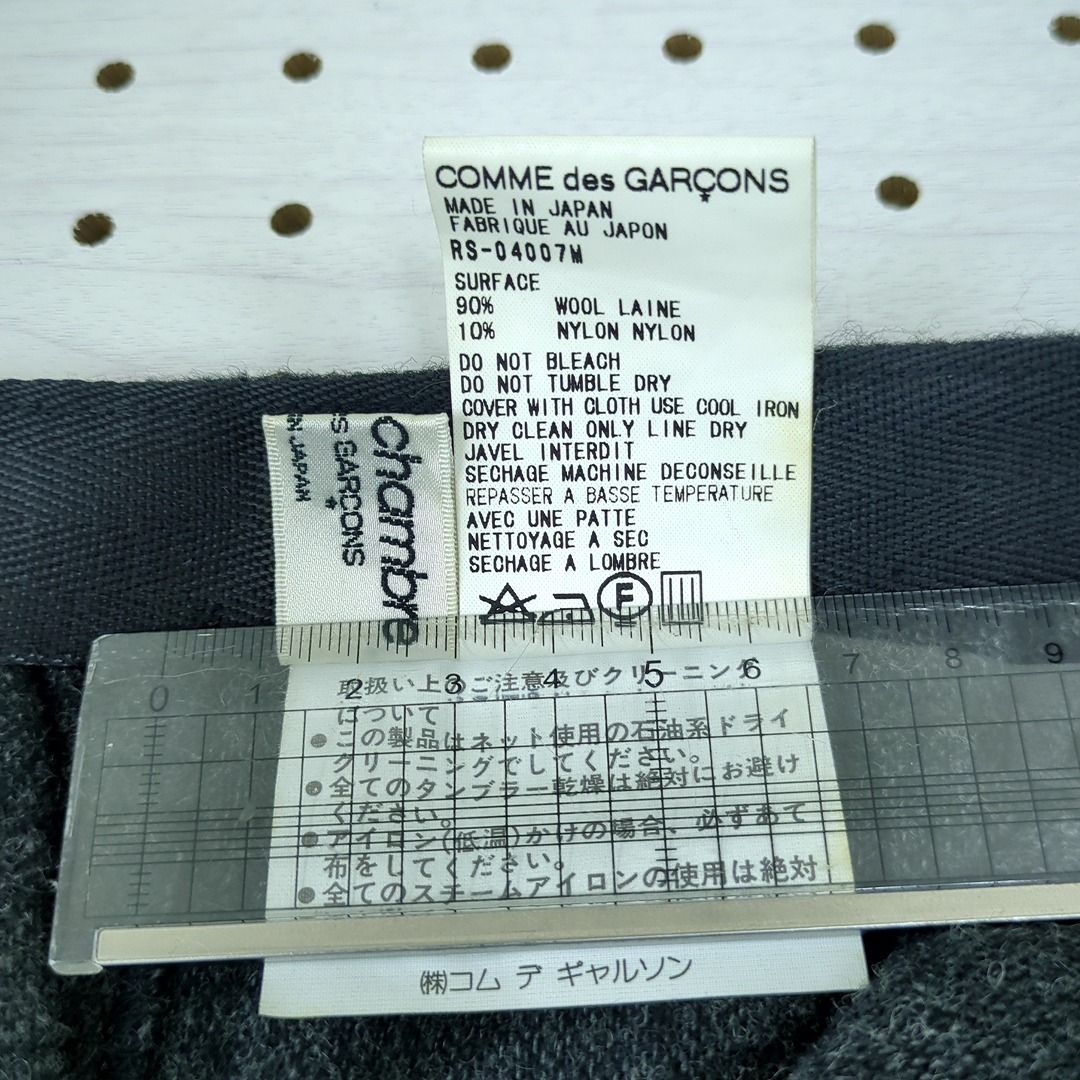 COMME des GARÇONS
MADE IN JAPAN
FABRIQUE AU JAPON
RS-04007M
SURFACE
90% WOOL LAINE
10% NYLON NYLON
DO NOT BLEACH
DO NOT TUMBLE DRY
COVER WITH CLOTH USE COOL IRON
DRY CLEAN ONLY LINE DRY
JAVEL INTERDIT
SECHAGE MACHINE DECONSEILLE
REPASSER A BASSE TEMPERATURE
AVEC UNE PATTE
NETTOYAGE A SEC
SECHAGE A LOMBRE
F
chambre
S GARÇONS
N JAPAN
0 1 2 3 4 5 6 7 8 9
取扱い上のご注意及びクリーニング
について
●この製品はネット使用の石油系ドライ
クリーニングでしてください。
●全てのタンブラー乾燥は絶対にお避け
ください。
●アイロン(低温)かけの場合、必ずあて
布をしてください。
●全てのスチームアイロンの使用は絶対
㈱コム デ ギャルソン